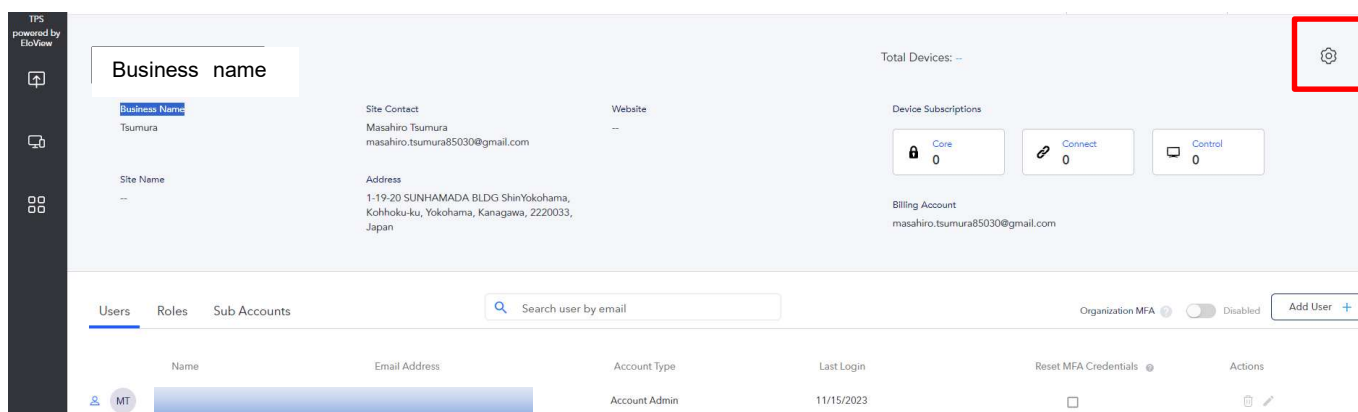 TPS
powered by
EloView
Business name
Total Devices: --
Business Name
Tsumura
Site Contact
Masahiro Tsumura
masahiro.tsumura85030@gmail.com
Website
--
Device Subscriptions
Core
0
Connect
0
Control
0
Site Name
--
Address
1-19-20 SUNHAMADA BLDG ShinYokohama,
Kohhoku-ku, Yokohama, Kanagawa, 2220033,
Japan
Billing Account
masahiro.tsumura85030@gmail.com
Users Roles Sub Accounts
Search user by email
Organization MFA ? Disabled
Add User +
Name Email Address Account Type Last Login Reset MFA Credentials ? Actions
MT Account Admin 11/15/2023